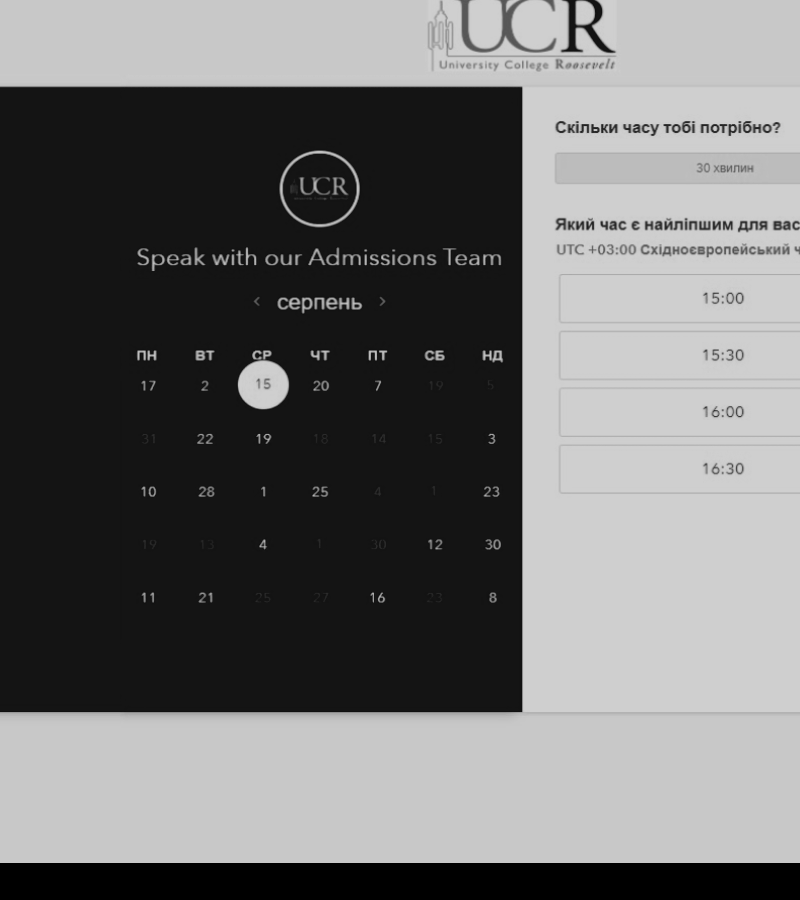 UCR
University College Roosevelt
UCR
Speak with our Admissions Team
‹ серпень ›
ПН ВТ СР ЧТ ПТ СБ НД
17 2 15 20 7 19 5
31 22 19 18 14 15 3
10 28 1 25 4 1 23
19 13 4 1 30 12 30
11 21 25 27 16 23 8
Скільки часу тобі потрібно?
30 хвилин
Який час є найліпшим для вас
UTC +03:00 Східноєвропейський ч
15:00
15:30
16:00
16:30